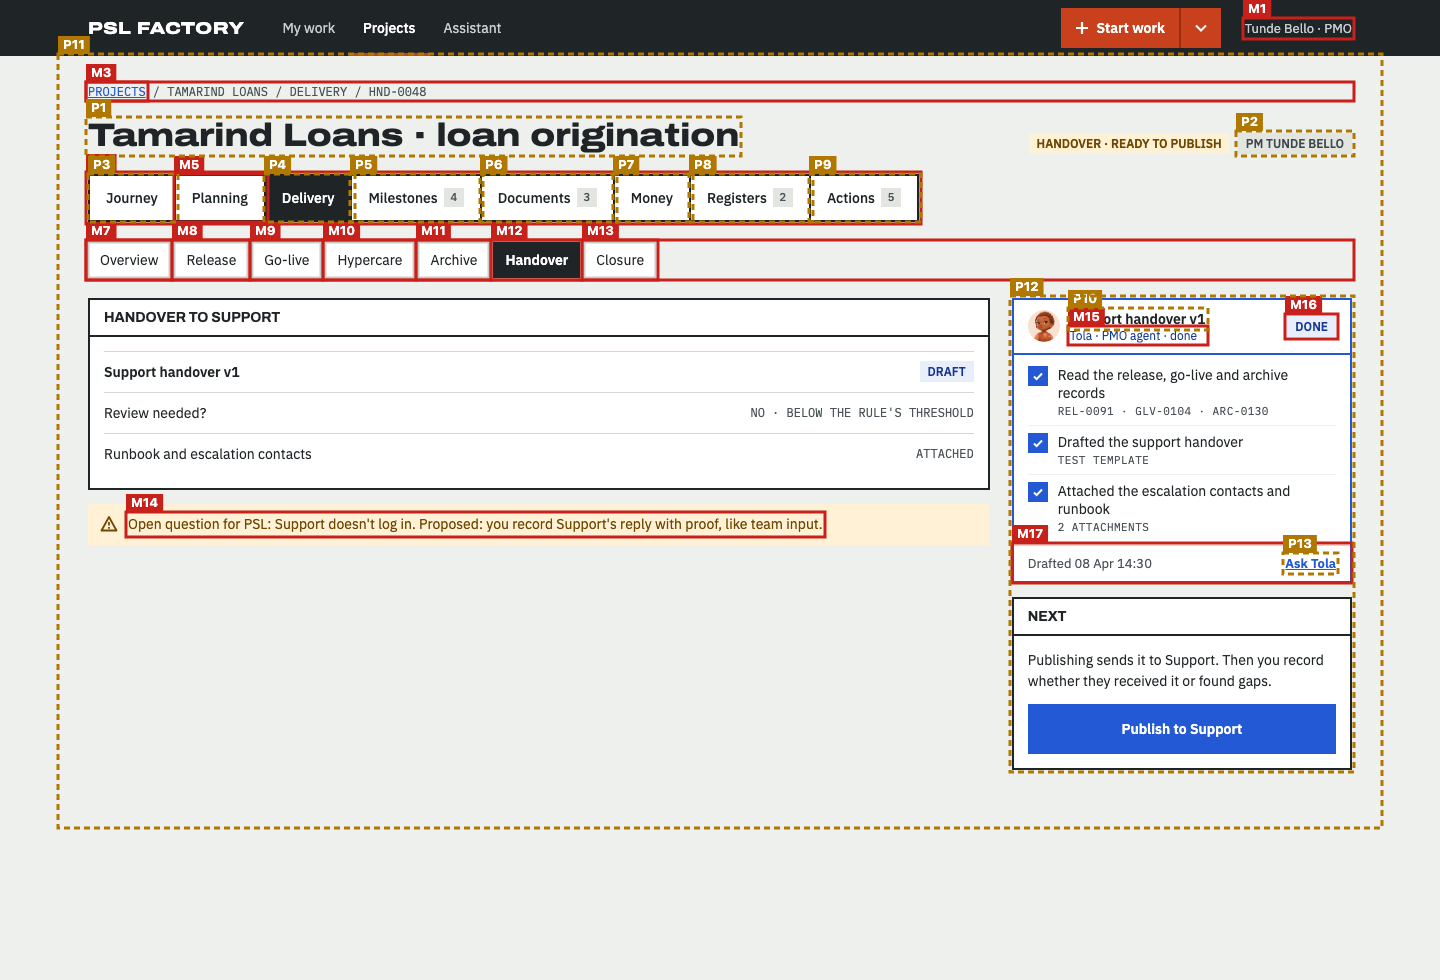 PSL FACTORY
My work
Projects
Assistant
Start work
M1
Tunde Bello · PMO
P11
M3
PROJECTS / TAMARIND LOANS / DELIVERY / HND-0048
P1
Tamarind Loans · loan origination
HANDOVER · READY TO PUBLISH
P2
PM TUNDE BELLO
P3 M5 P4 P5 P6 P7 P8 P9
Journey
Planning
Delivery
Milestones 4
Documents 3
Money
Registers 2
Actions 5
M7 M8 M9 M10 M11 M12 M13
Overview
Release
Go-live
Hypercare
Archive
Handover
Closure
HANDOVER TO SUPPORT
Support handover v1 DRAFT
Review needed? NO · BELOW THE RULE'S THRESHOLD
Runbook and escalation contacts ATTACHED
M14
Open question for PSL: Support doesn't log in. Proposed: you record Support's reply with proof, like team input.
P12
P10
M15
handover v1
Tola · PMO agent · done
M16
DONE
Read the release, go-live and archive
records
REL-0091 · GLV-0104 · ARC-0130
Drafted the support handover
TEST TEMPLATE
Attached the escalation contacts and
runbook
2 ATTACHMENTS
M17
P13
Drafted 08 Apr 14:30 Ask Tola
NEXT
Publishing sends it to Support. Then you record
whether they received it or found gaps.
Publish to Support